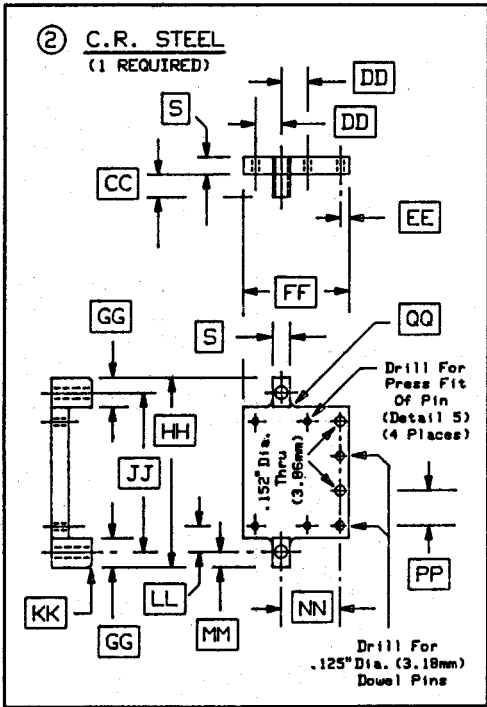 2 C.R. STEEL
(1 REQUIRED)
DD
S
DD
CC
EE
FF
GG
S
QQ
Drill For
Press Fit
Of Pin
(Detail 5)
(4 Places)
HH
JJ
.152" Dia.
Thru
(3.86mm)
PP
LL
NN
KK
GG
MM
Drill For
.125" Dia. (3.18mm)
Dowel Pins